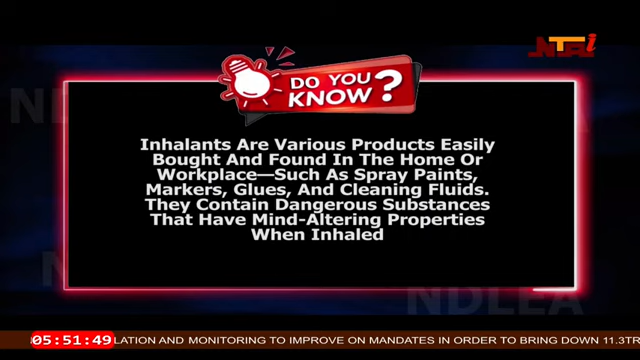 NTAi
DO YOU
KNOW?
Inhalants Are Various Products Easily
Bought And Found In The Home Or
Workplace—Such As Spray Paints,
Markers, Glues, And Cleaning Fluids.
They Contain Dangerous Substances
That Have Mind-Altering Properties
When Inhaled
NDLEA
05:51:49 LATION AND MONITORING TO IMPROVE ON MANDATES IN ORDER TO BRING DOWN 11.3TR